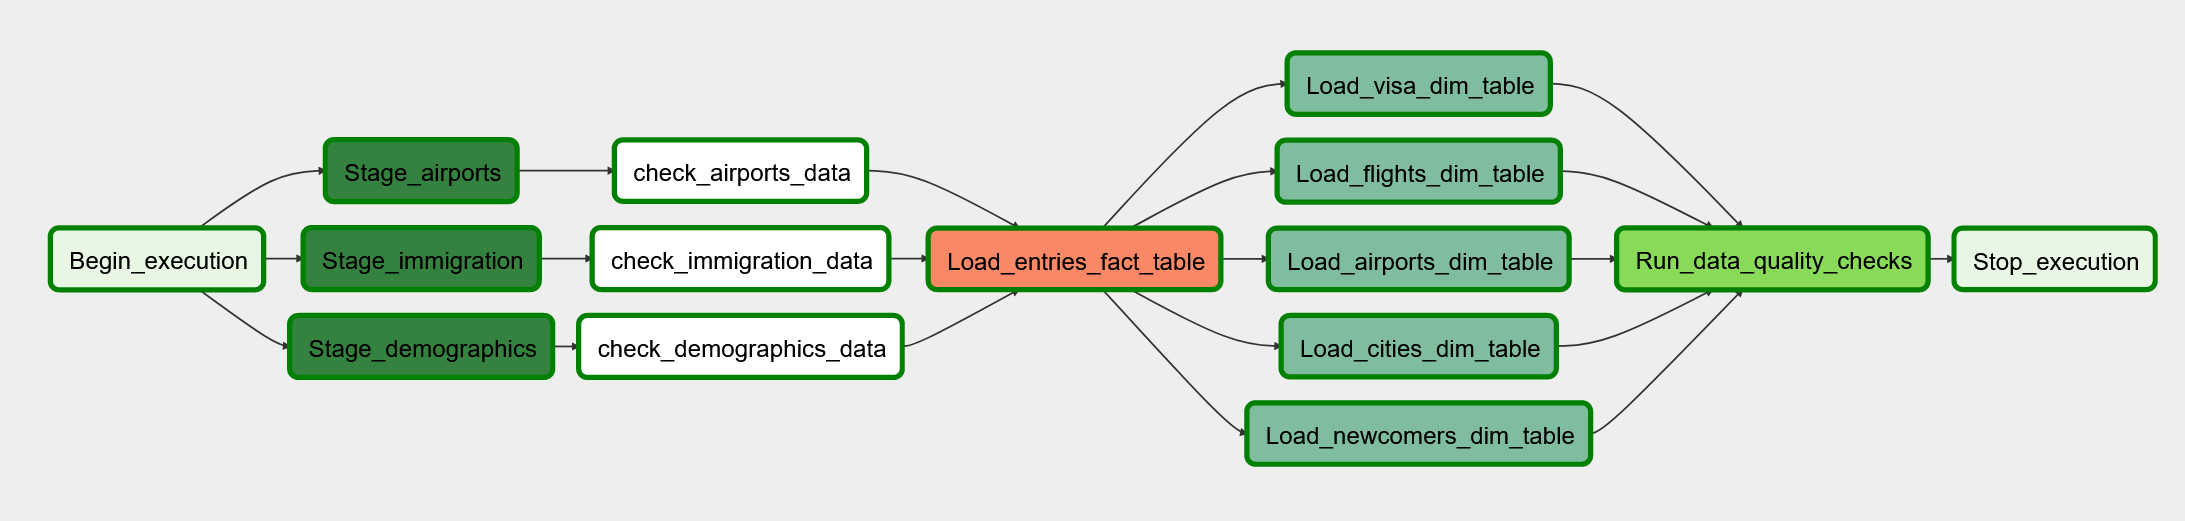 Begin_execution
Stage_airports
Stage_immigration
Stage_demographics
check_airports_data
check_immigration_data
check_demographics_data
Load_entries_fact_table
Load_visa_dim_table
Load_flights_dim_table
Load_airports_dim_table
Load_cities_dim_table
Load_newcomers_dim_table
Run_data_quality_checks
Stop_execution